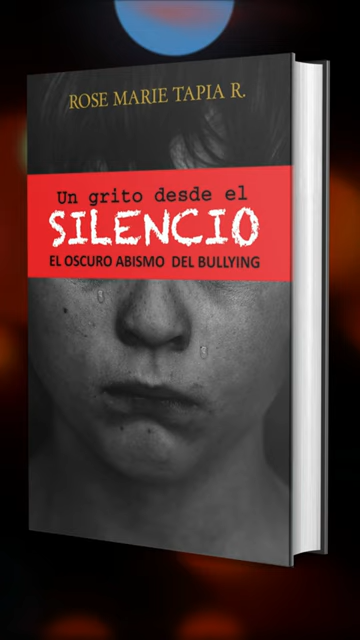 ROSE MARIE TAPIA R.
Un grito desde el
SILENCIO
EL OSCURO ABISMO DEL BULLYING